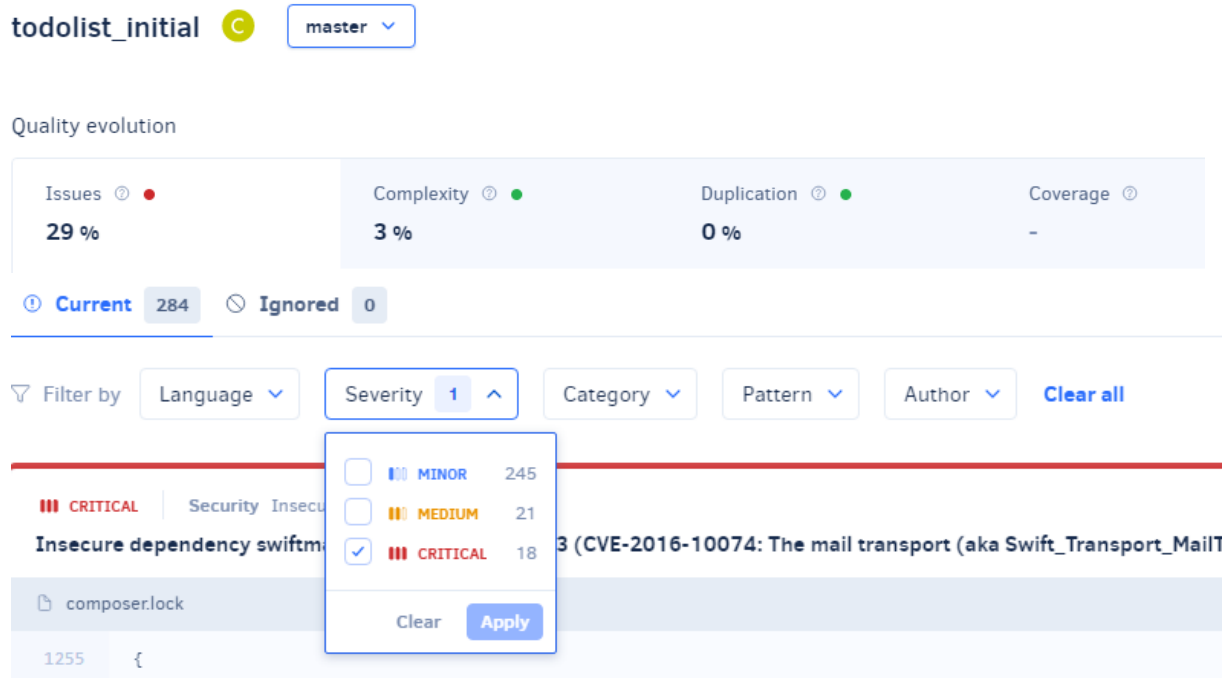 todolist_initial C master
Quality evolution
Issues Complexity Duplication Coverage
29 % 3 % 0 % -
Current 284 Ignored 0
Filter by Language Severity 1 Category Pattern Author Clear all
MINOR 245
MEDIUM 21
CRITICAL 18
Clear Apply
CRITICAL Security Insecu
Insecure dependency swiftma 3 (CVE-2016-10074: The mail transport (aka Swift_Transport_MailT
composer.lock
1255 {